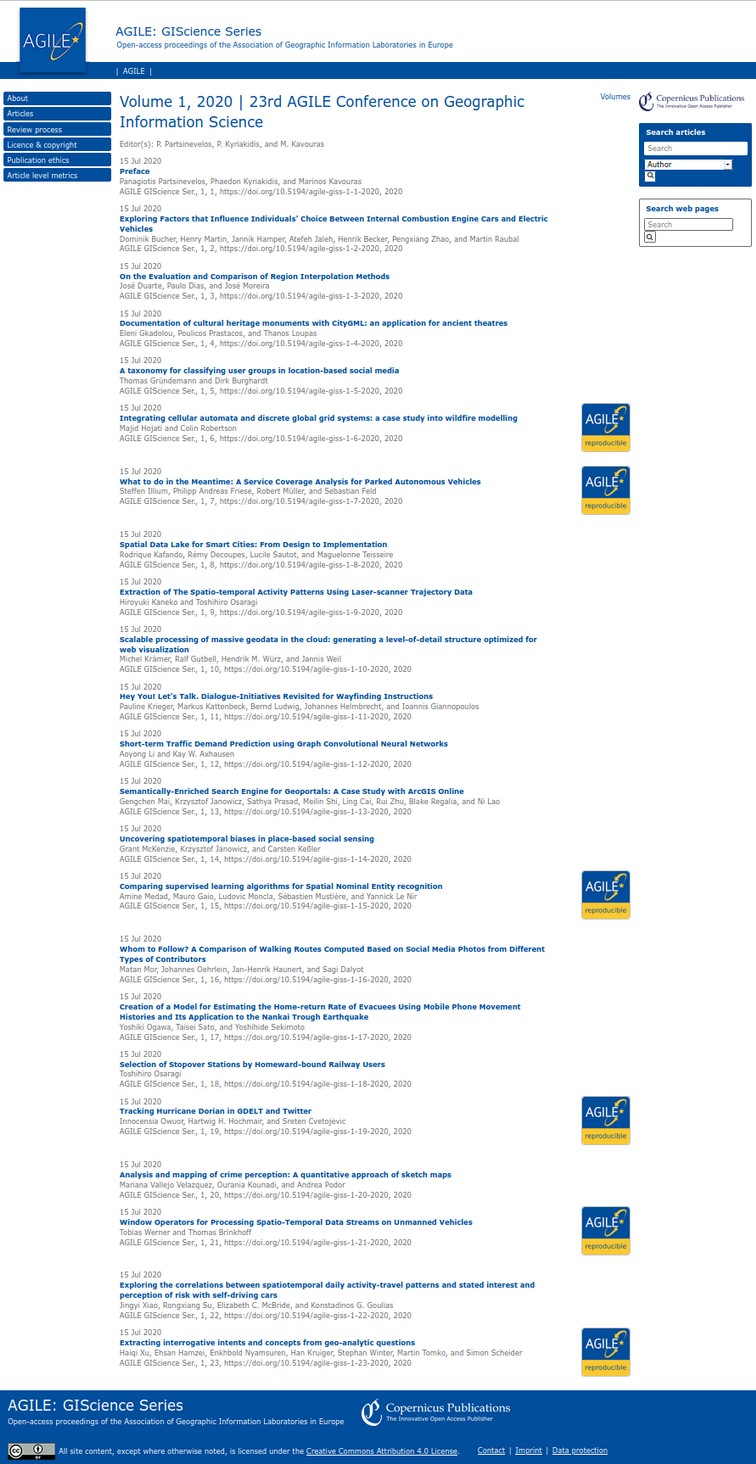 AGILE
AGILE: GIScience Series
Open-access proceedings of the Association of Geographic Information Laboratories in Europe
| AGILE |
About
Articles
Review process
Licence & copyright
Publication ethics
Article level metrics
Volumes
Copernicus Publications
The Innovative Open Access Publisher
Search articles
Search
Author
Search web pages
Search
Volume 1, 2020 | 23rd AGILE Conference on Geographic
Information Science
Editor(s): P. Partsinevelos, P. Kyriakidis, and M. Kavouras
15 Jul 2020
Preface
Panagiotis Partsinevelos, Phaedon Kyriakidis, and Marinos Kavouras
AGILE GIScience Ser., 1, 1, https://doi.org/10.5194/agile-giss-1-1-2020, 2020
15 Jul 2020
Exploring Factors that Influence Individuals' Choice Between Internal Combustion Engine Cars and Electric
Vehicles
Dominik Bucher, Henry Martin, Jannik Hamper, Atefeh Jaleh, Henrik Becker, Pengxiang Zhao, and Martin Raubal
AGILE GIScience Ser., 1, 2, https://doi.org/10.5194/agile-giss-1-2-2020, 2020
15 Jul 2020
On the Evaluation and Comparison of Region Interpolation Methods
José Duarte, Paulo Dias, and José Moreira
AGILE GIScience Ser., 1, 3, https://doi.org/10.5194/agile-giss-1-3-2020, 2020
15 Jul 2020
Documentation of cultural heritage monuments with CityGML: an application for ancient theatres
Eleni Gkadolou, Poulicos Prastacos, and Thanos Loupas
AGILE GIScience Ser., 1, 4, https://doi.org/10.5194/agile-giss-1-4-2020, 2020
15 Jul 2020
A taxonomy for classifying user groups in location-based social media
Thomas Gründemann and Dirk Burghardt
AGILE GIScience Ser., 1, 5, https://doi.org/10.5194/agile-giss-1-5-2020, 2020
15 Jul 2020
Integrating cellular automata and discrete global grid systems: a case study into wildfire modelling
Majid Hojati and Colin Robertson
AGILE GIScience Ser., 1, 6, https://doi.org/10.5194/agile-giss-1-6-2020, 2020
AGILE
reproducible
15 Jul 2020
What to do in the Meantime: A Service Coverage Analysis for Parked Autonomous Vehicles
Steffen Illium, Philipp Andreas Friese, Robert Müller, and Sebastian Feld
AGILE GIScience Ser., 1, 7, https://doi.org/10.5194/agile-giss-1-7-2020, 2020
AGILE
reproducible
15 Jul 2020
Spatial Data Lake for Smart Cities: From Design to Implementation
Rodrique Kafando, Rémy Decoupes, Lucile Sautot, and Maguelonne Teisseire
AGILE GIScience Ser., 1, 8, https://doi.org/10.5194/agile-giss-1-8-2020, 2020
15 Jul 2020
Extraction of The Spatio-temporal Activity Patterns Using Laser-scanner Trajectory Data
Hiroyuki Kaneko and Toshihiro Osaragi
AGILE GIScience Ser., 1, 9, https://doi.org/10.5194/agile-giss-1-9-2020, 2020
15 Jul 2020
Scalable processing of massive geodata in the cloud: generating a level-of-detail structure optimized for
web visualization
Michel Krämer, Ralf Gutbell, Hendrik M. Würz, and Jannis Weil
AGILE GIScience Ser., 1, 10, https://doi.org/10.5194/agile-giss-1-10-2020, 2020
15 Jul 2020
Hey You! Let's Talk. Dialogue-Initiatives Revisited for Wayfinding Instructions
Pauline Krieger, Markus Kattenbeck, Bernd Ludwig, Johannes Helmbrecht, and Ioannis Giannopoulos
AGILE GIScience Ser., 1, 11, https://doi.org/10.5194/agile-giss-1-11-2020, 2020
15 Jul 2020
Short-term Traffic Demand Prediction using Graph Convolutional Neural Networks
Aoyong Li and Kay W. Axhausen
AGILE GIScience Ser., 1, 12, https://doi.org/10.5194/agile-giss-1-12-2020, 2020
15 Jul 2020
Semantically-Enriched Search Engine for Geoportals: A Case Study with ArcGIS Online
Gengchen Mai, Krzysztof Janowicz, Sathya Prasad, Meilin Shi, Ling Cai, Rui Zhu, Blake Regalia, and Ni Lao
AGILE GIScience Ser., 1, 13, https://doi.org/10.5194/agile-giss-1-13-2020, 2020
15 Jul 2020
Uncovering spatiotemporal biases in place-based social sensing
Grant McKenzie, Krzysztof Janowicz, and Carsten Keßler
AGILE GIScience Ser., 1, 14, https://doi.org/10.5194/agile-giss-1-14-2020, 2020
15 Jul 2020
Comparing supervised learning algorithms for Spatial Nominal Entity recognition
Amine Medad, Mauro Gaio, Ludovic Moncla, Sébastien Mustière, and Yannick Le Nir
AGILE GIScience Ser., 1, 15, https://doi.org/10.5194/agile-giss-1-15-2020, 2020
AGILE
reproducible
15 Jul 2020
Whom to Follow? A Comparison of Walking Routes Computed Based on Social Media Photos from Different
Types of Contributors
Matan Mor, Johannes Oehrlein, Jan-Henrik Haunert, and Sagi Dalyot
AGILE GIScience Ser., 1, 16, https://doi.org/10.5194/agile-giss-1-16-2020, 2020
15 Jul 2020
Creation of a Model for Estimating the Home-return Rate of Evacuees Using Mobile Phone Movement
Histories and Its Application to the Nankai Trough Earthquake
Yoshiki Ogawa, Taisei Sato, and Yoshihide Sekimoto
AGILE GIScience Ser., 1, 17, https://doi.org/10.5194/agile-giss-1-17-2020, 2020
15 Jul 2020
Selection of Stopover Stations by Homeward-bound Railway Users
Toshihiro Osaragi
AGILE GIScience Ser., 1, 18, https://doi.org/10.5194/agile-giss-1-18-2020, 2020
15 Jul 2020
Tracking Hurricane Dorian in GDELT and Twitter
Innocensia Owuor, Hartwig H. Hochmair, and Sreten Cvetojevic
AGILE GIScience Ser., 1, 19, https://doi.org/10.5194/agile-giss-1-19-2020, 2020
AGILE
reproducible
15 Jul 2020
Analysis and mapping of crime perception: A quantitative approach of sketch maps
Mariana Vallejo Velazquez, Ourania Kounadi, and Andrea Podor
AGILE GIScience Ser., 1, 20, https://doi.org/10.5194/agile-giss-1-20-2020, 2020
15 Jul 2020
Window Operators for Processing Spatio-Temporal Data Streams on Unmanned Vehicles
Tobias Werner and Thomas Brinkhoff
AGILE GIScience Ser., 1, 21, https://doi.org/10.5194/agile-giss-1-21-2020, 2020
AGILE
reproducible
15 Jul 2020
Exploring the correlations between spatiotemporal daily activity-travel patterns and stated interest and
perception of risk with self-driving cars
Jingyi Xiao, Rongxiang Su, Elizabeth C. McBride, and Konstadinos G. Goulias
AGILE GIScience Ser., 1, 22, https://doi.org/10.5194/agile-giss-1-22-2020, 2020
15 Jul 2020
Extracting interrogative intents and concepts from geo-analytic questions
Haiqi Xu, Ehsan Hamzei, Enkhbold Nyamsuren, Han Kruiger, Stephan Winter, Martin Tomko, and Simon Scheider
AGILE GIScience Ser., 1, 23, https://doi.org/10.5194/agile-giss-1-23-2020, 2020
AGILE
reproducible
AGILE: GIScience Series
Open-access proceedings of the Association of Geographic Information Laboratories in Europe
Copernicus Publications
The Innovative Open Access Publisher
cc BY
All site content, except where otherwise noted, is licensed under the Creative Commons Attribution 4.0 License.
Contact | Imprint | Data protection